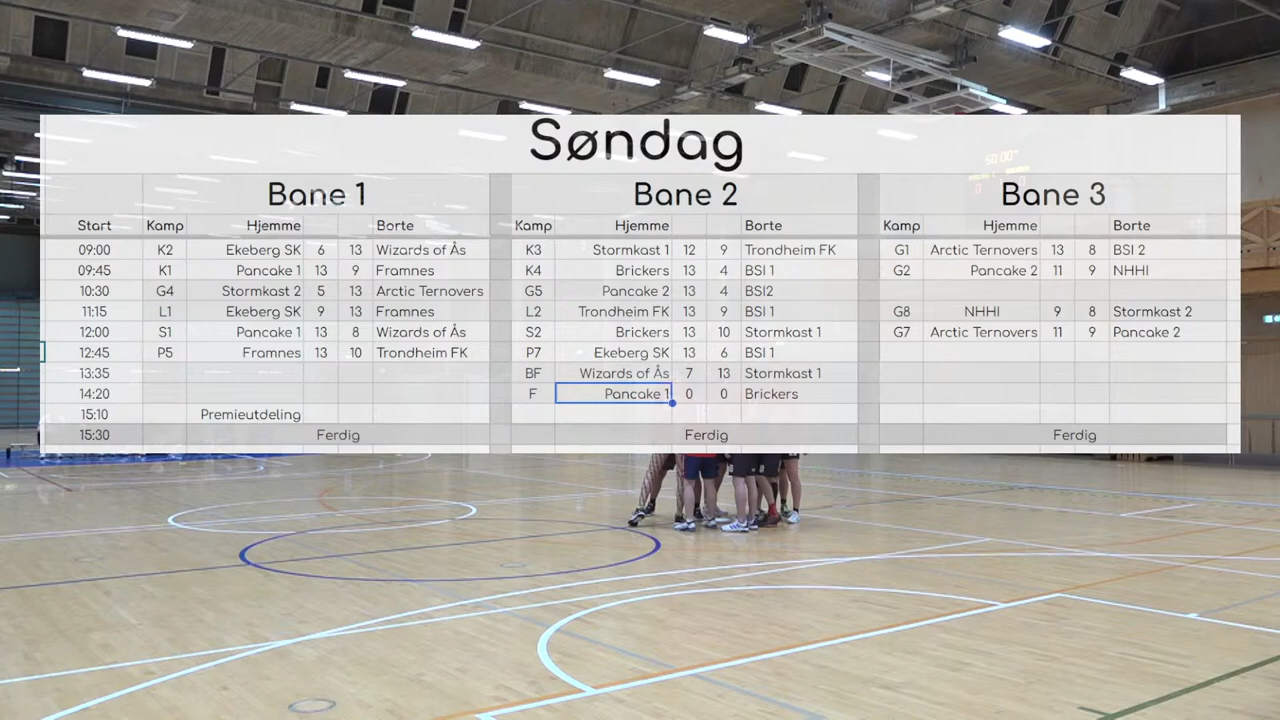 Søndag
Bane 1 Bane 2 Bane 3
Start Kamp Hjemme Borte Kamp Hjemme Borte Kamp Hjemme Borte
09:00 K2 Ekeberg SK 6 13 Wizards of Ås K3 Stormkast 1 12 9 Trondheim FK G1 Arctic Ternovers 13 8 BSI 2
09:45 K1 Pancake 1 13 9 Framnes K4 Brickers 13 4 BSI 1 G2 Pancake 2 11 9 NHHI
10:30 G4 Stormkast 2 5 13 Arctic Ternovers G5 Pancake 2 13 4 BSI2
11:15 L1 Ekeberg SK 9 13 Framnes L2 Trondheim FK 13 9 BSI 1 G8 NHHI 9 8 Stormkast 2
12:00 S1 Pancake 1 13 8 Wizards of Ås S2 Brickers 13 10 Stormkast 1 G7 Arctic Ternovers 11 9 Pancake 2
12:45 P5 Framnes 13 10 Trondheim FK P7 Ekeberg SK 13 6 BSI 1
13:35 BF Wizards of Ås 7 13 Stormkast 1
14:20 F Pancake 1 0 0 Brickers
15:10 Premieutdeling
15:30 Ferdig Ferdig Ferdig